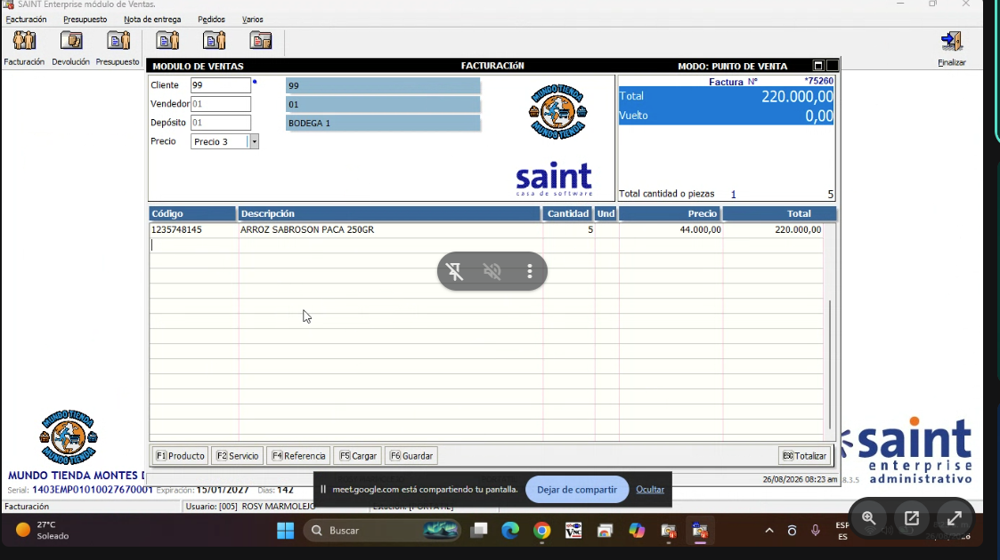 SAINT Enterprise módulo de Ventas.
Facturación Presupuesto Nota de entrega Pedidos Varios
Facturación Devolución Presupuesto Finalizar
MODULO DE VENTAS FACTURACIóN MODO: PUNTO DE VENTA
Cliente 99 99
Vendedor 01 01
Depósito 01 BODEGA 1
Precio Precio 3
MUNDO TIENDA
MUNDO TIENDA
saint
casa de software
Factura Nº *75260
Total 220.000,00
Vuelto 0,00
Total cantidad o piezas 1 5
Código Descripción Cantidad Und Precio Total
1235748145 ARROZ SABROSON PACA 250GR 5 44.000,00 220.000,00
F1 Producto F2 Servicio F4 Referencia F5 Cargar F6 Guardar ESC Totalizar
26/08/2026 08:23 am
MUNDO TIENDA
MUNDO TIENDA
MUNDO TIENDA MONTES
Serial: 1403EMP01010027670001 Expiración: 15/01/2027 Dias: 142
saint
enterprise
administrativo
8.3.5
meet.google.com está compartiendo tu pantalla. Dejar de compartir Ocultar
Facturación Usuario: [005] ROSY MARMOLEJO Estación: [PORTATIL]
27°C
Soleado
Buscar
ESP
ES